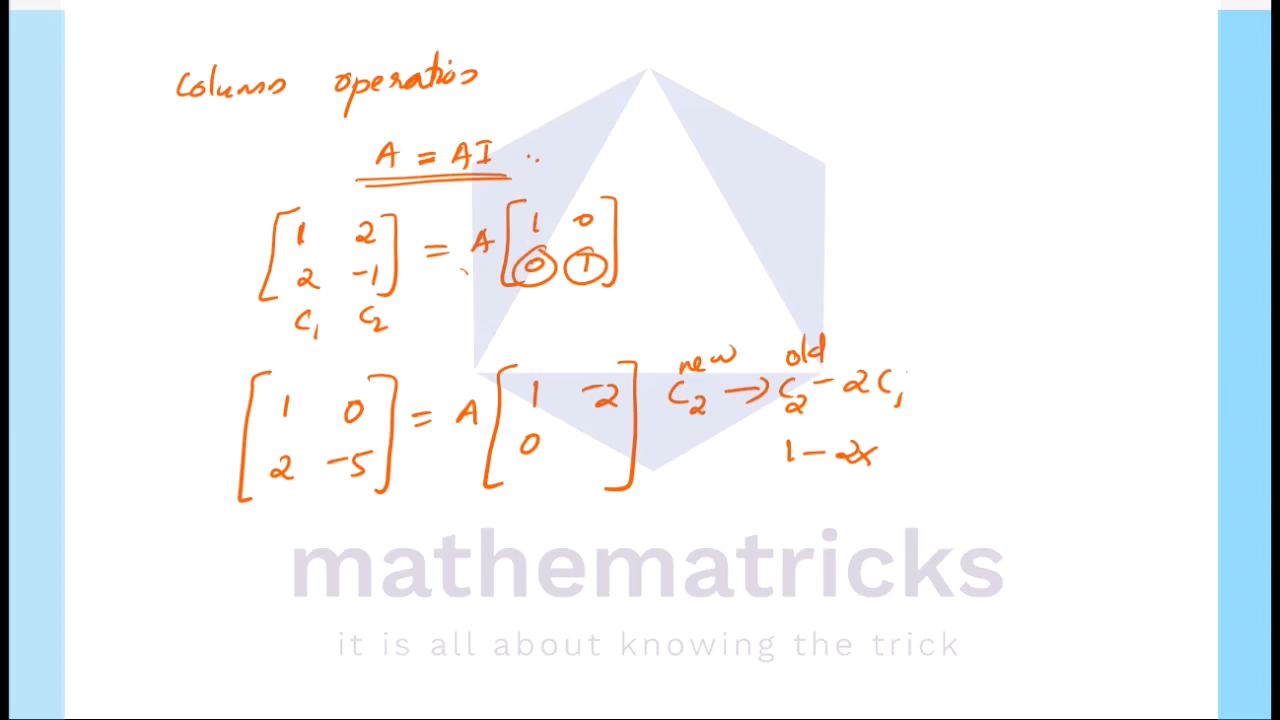 Column operations
A = AI ..
[ 1 2 ] = A [ 1 0 ]
[ 2 -1 ] [ 0 1 ]
C₁ C₂
new old
[ 1 0 ] = A [ 1 -2 ] C₂ → C₂ - 2C₁
[ 2 -5 ] [ 0 ] 1 - 2x
mathematricks
it is all about knowing the trick